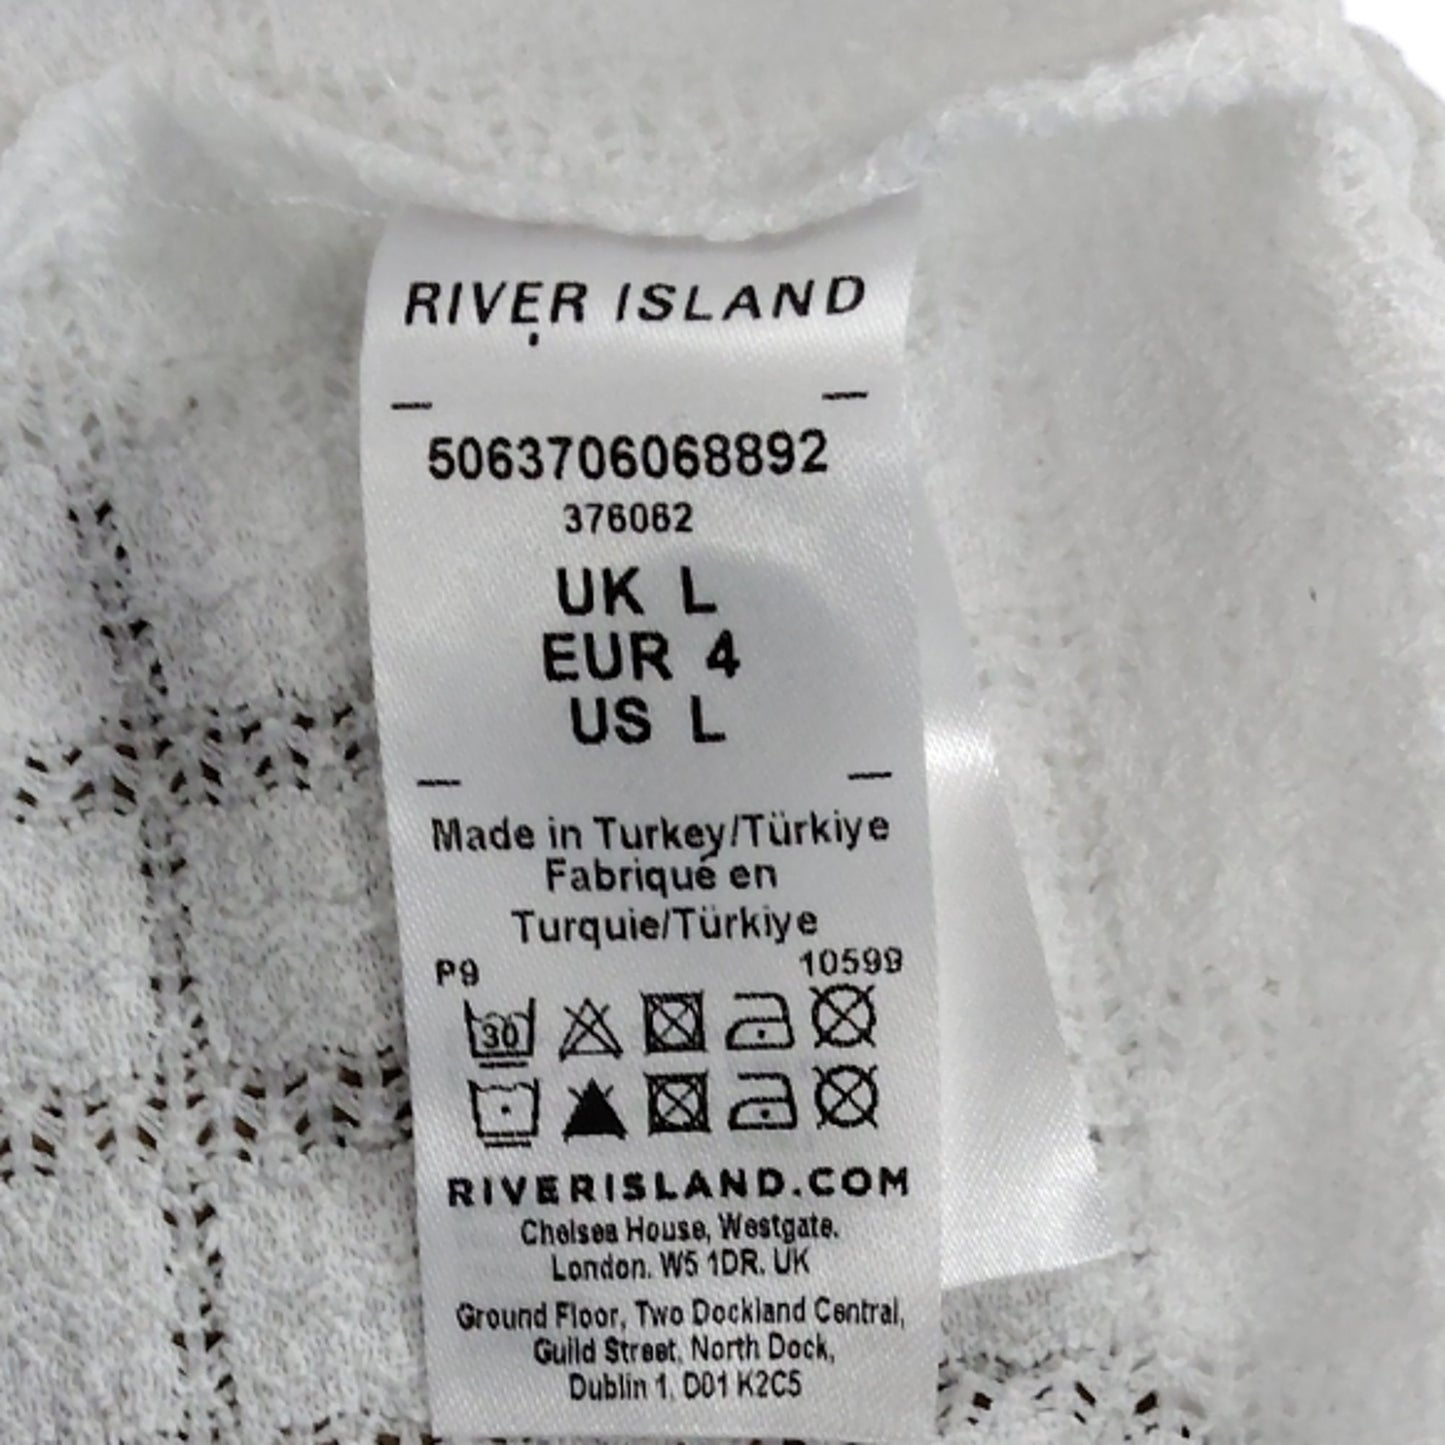 RIVER ISLAND
5063706068892
376062
UK L
EUR 4
US L
Made in Turkey/Türkiye
Fabriqué en
Turquie/Türkiye
P9 10599
30
RIVERISLAND.COM
Chelsea House, Westgate,
London, W5 1DR, UK
Ground Floor, Two Dockland Central,
Guild Street, North Dock,
Dublin 1, D01 K2C5